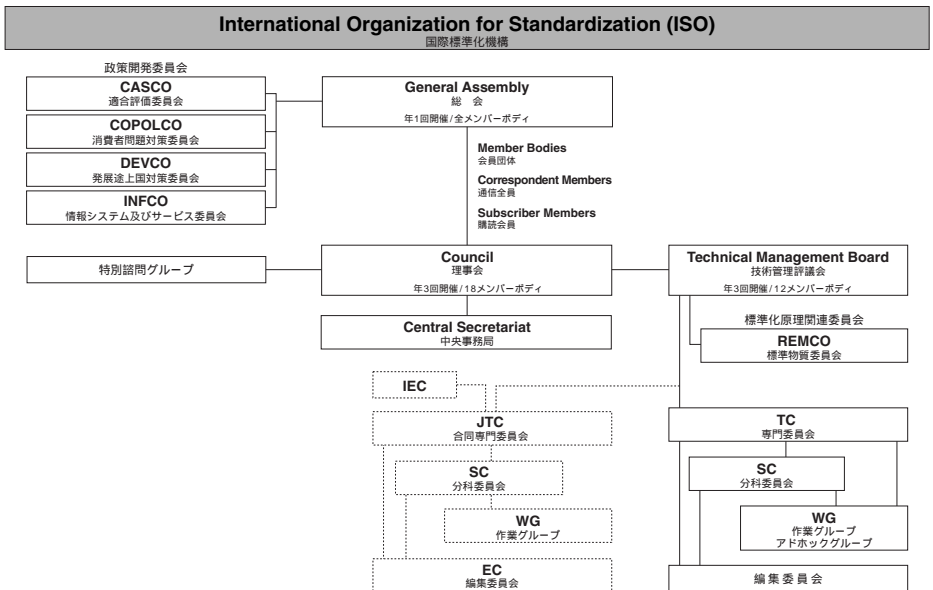 International Organization for Standardization (ISO)
国際標準化機構
政策開発委員会
CASCO
適合評価委員会
COPOLCO
消費者問題対策委員会
DEVCO
発展途上国対策委員会
INFCO
情報システム及びサービス委員会
General Assembly
総 会
年1回開催/全メンバーボディ
Member Bodies
会員団体
Correspondent Members
通信全員
Subscriber Members
購読会員
特別諮問グループ
Council
理事会
年3回開催/18メンバーボディ
Technical Management Board
技術管理評議会
年3回開催/12メンバーボディ
Central Secretariat
中央事務局
標準化原理関連委員会
REMCO
標準物質委員会
IEC
JTC
合同専門委員会
SC
分科委員会
WG
作業グループ
EC
編集委員会
TC
専門委員会
SC
分科委員会
WG
作業グループ
アドホックグループ
編集委員会